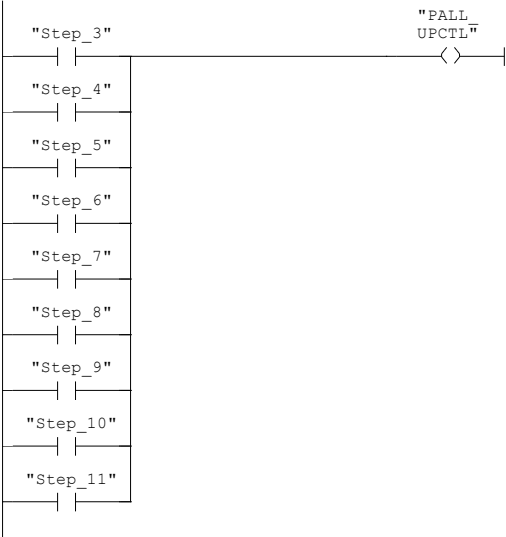 "PALL_
UPCTL"
"Step_3"
"Step_4"
"Step_5"
"Step_6"
"Step_7"
"Step_8"
"Step_9"
"Step_10"
"Step_11"